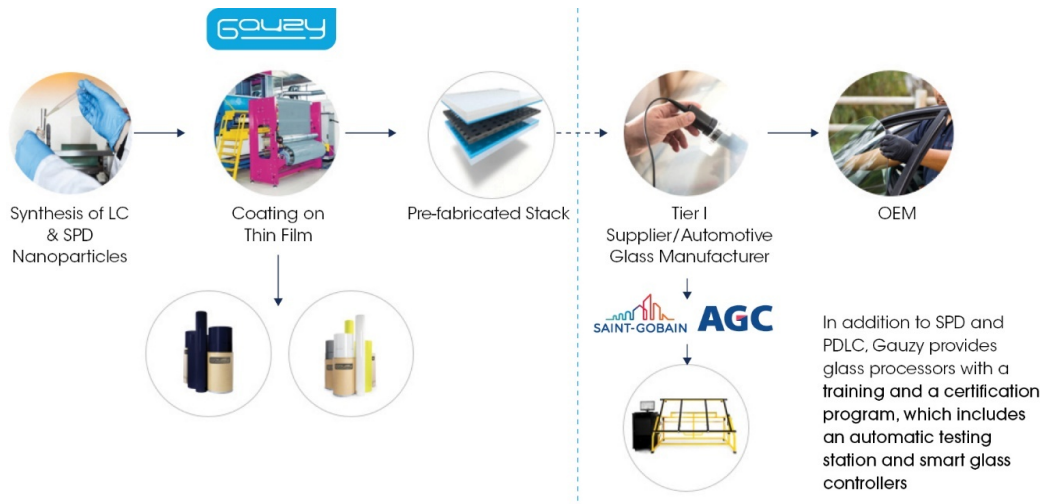 Gauzy
Synthesis of LC
& SPD
Nanoparticles
Coating on
Thin Film
Pre-fabricated Stack
Tier I
Supplier/Automotive
Glass Manufacturer
OEM
SAINT-GOBAIN
AGC
In addition to SPD and
PDLC, Gauzy provides
glass processors with a
training and a certification
program, which includes
an automatic testing
station and smart glass
controllers